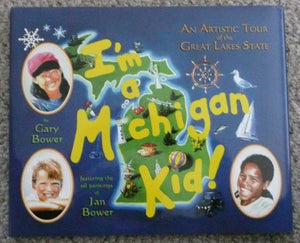 An Artistic Tour
of the
Great Lakes State
I'm
a
Michigan
Kid!
by
Gary
Bower
featuring the
oil paintings
of
Jan
Bower